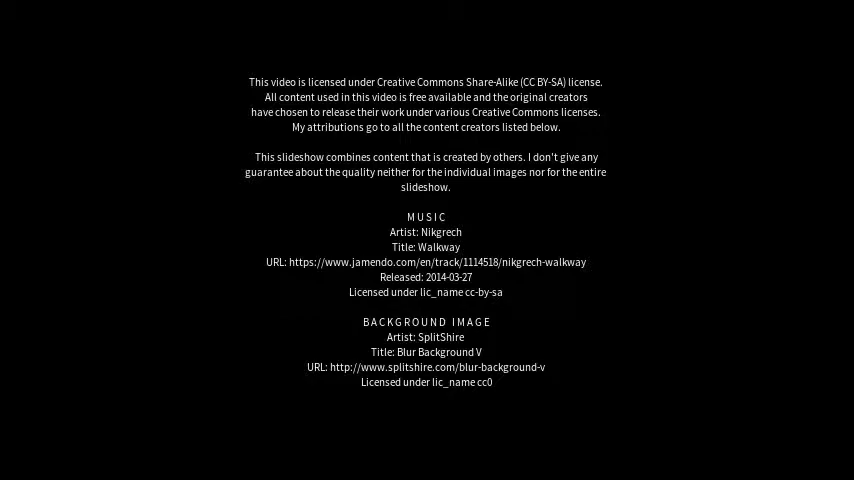 This video is licensed under Creative Commons Share-Alike (CC BY-SA) license.
All content used in this video is free available and the original creators
have chosen to release their work under various Creative Commons licenses.
My attributions go to all the content creators listed below.
This slideshow combines content that is created by others. I don't give any
guarantee about the quality neither for the individual images nor for the entire
slideshow.
MUSIC
Artist: Nikgrech
Title: Walkway
URL: https://www.jamendo.com/en/track/1114518/nikgrech-walkway
Released: 2014-03-27
Licensed under lic_name cc-by-sa
BACKGROUND IMAGE
Artist: SplitShire
Title: Blur Background V
URL: http://www.splitshire.com/blur-background-v
Licensed under lic_name cc0